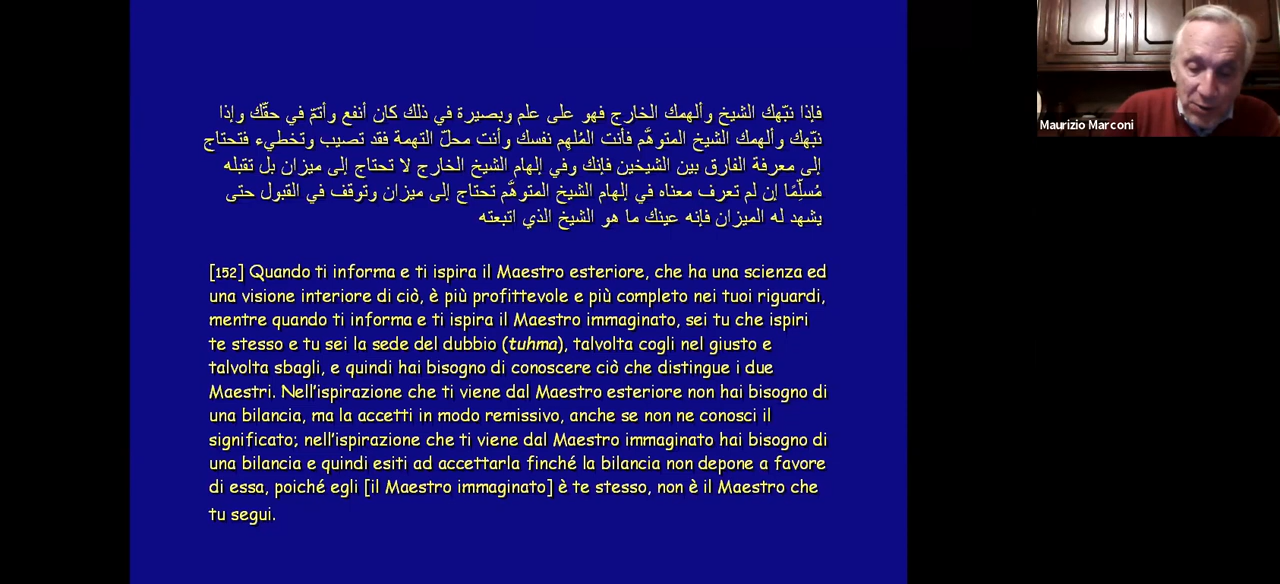 فإذا نبّهك الشيخ وألهمك الخارج فهو على علم وبصيرة في ذلك كان أنفع وأتمّ في حقّك وإذا
نبّهك وألهمك الشيخ المتوهَّم فأنت المُلهِم نفسك وأنت محلّ التهمة فقد تصيب وتخطيء فتحتاج
إلى معرفة الفارق بين الشيخين فإنك وفي إلهام الشيخ الخارج لا تحتاج إلى ميزان بل تقبله
مُسلِّمًا إن لم تعرف معناه في إلهام الشيخ المتوهَّم تحتاج إلى ميزان وتوقف في القبول حتى
يشهد له الميزان فإنه عينك ما هو الشيخ الذي اتبعته
[152] Quando ti informa e ti ispira il Maestro esteriore, che ha una scienza ed
una visione interiore di ciò, è più profittevole e più completo nei tuoi riguardi,
mentre quando ti informa e ti ispira il Maestro immaginato, sei tu che ispiri
te stesso e tu sei la sede del dubbio (tuhma), talvolta cogli nel giusto e
talvolta sbagli, e quindi hai bisogno di conoscere ciò che distingue i due
Maestri. Nell'ispirazione che ti viene dal Maestro esteriore non hai bisogno di
una bilancia, ma la accetti in modo remissivo, anche se non ne conosci il
significato; nell'ispirazione che ti viene dal Maestro immaginato hai bisogno di
una bilancia e quindi esiti ad accettarla finché la bilancia non depone a favore
di essa, poiché egli [il Maestro immaginato] è te stesso, non è il Maestro che
tu segui.
Maurizio Marconi